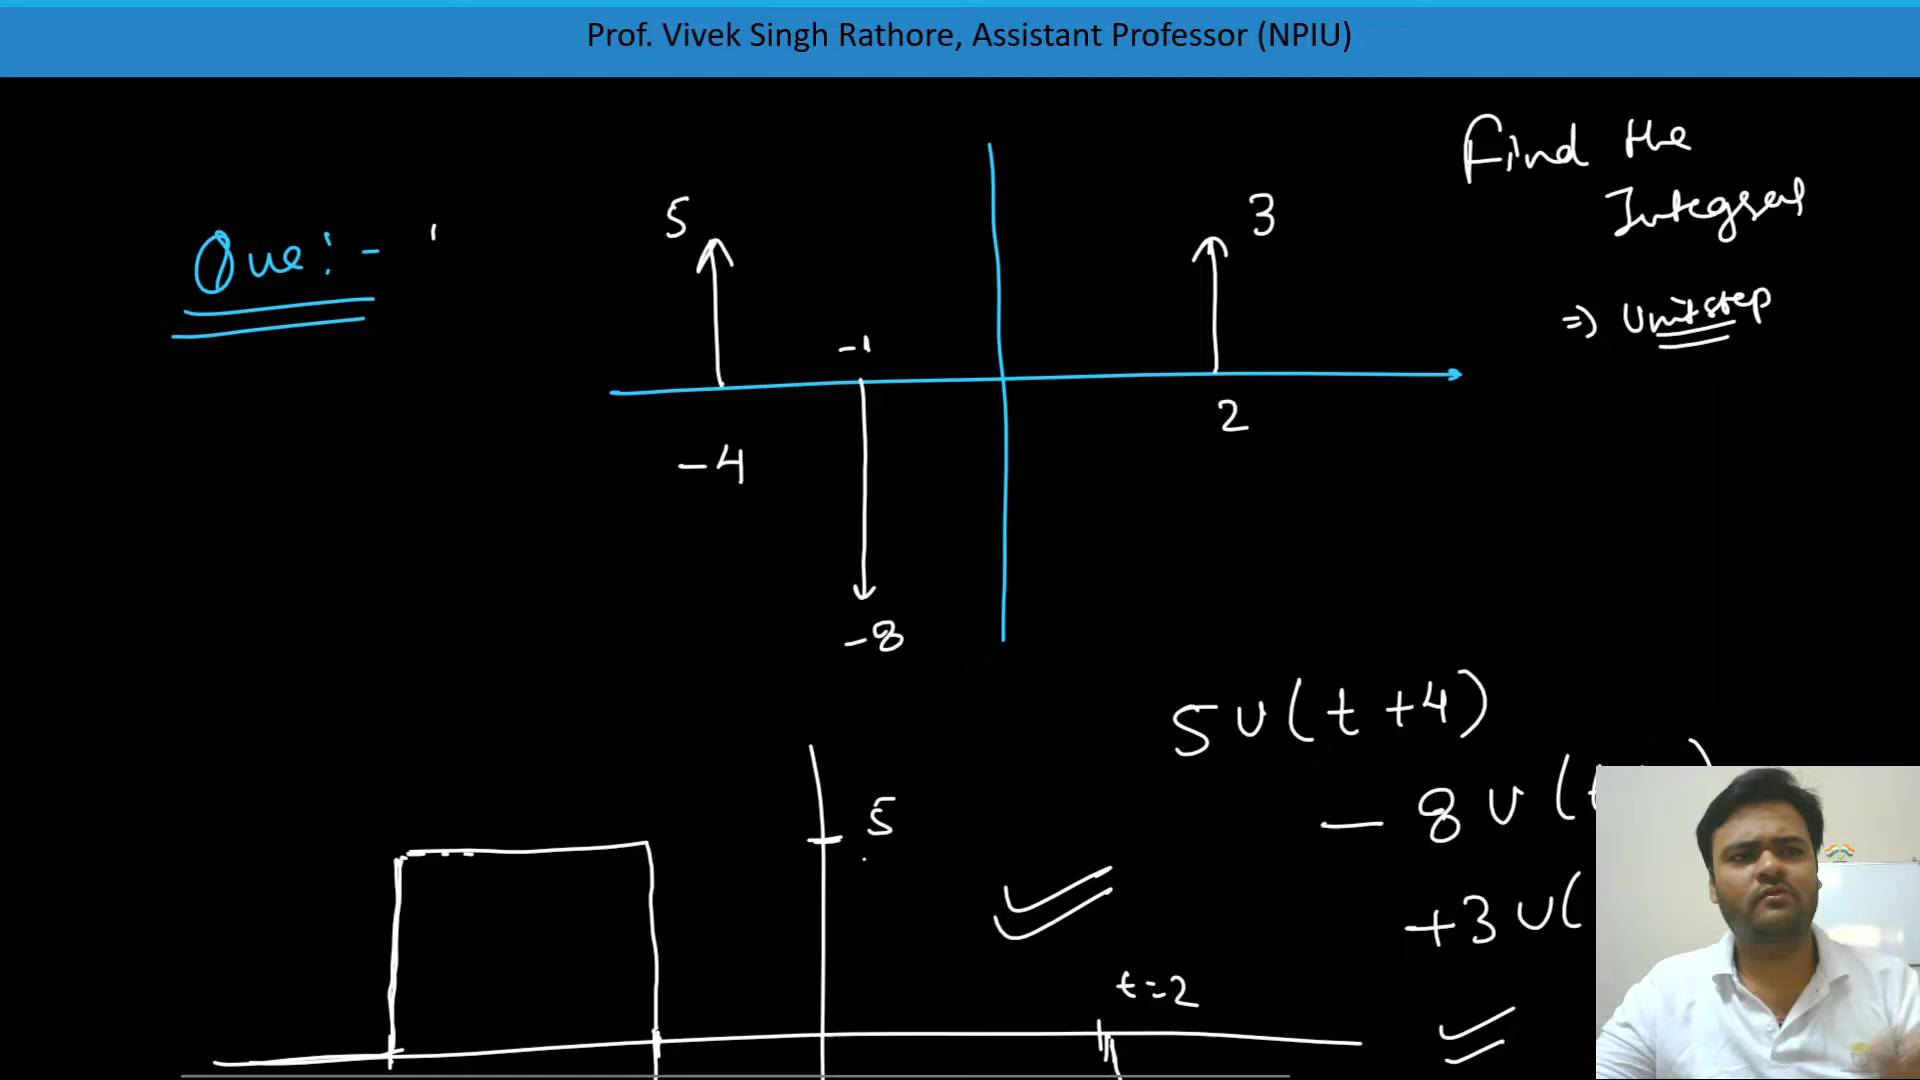 Prof. Vivek Singh Rathore, Assistant Professor (NPIU)
Find the
Integral
Que:-
5
3
⇒ Unitstep
-1
2
-4
-8
5u(t+4)
- 8u(
5
+3u(
t=2